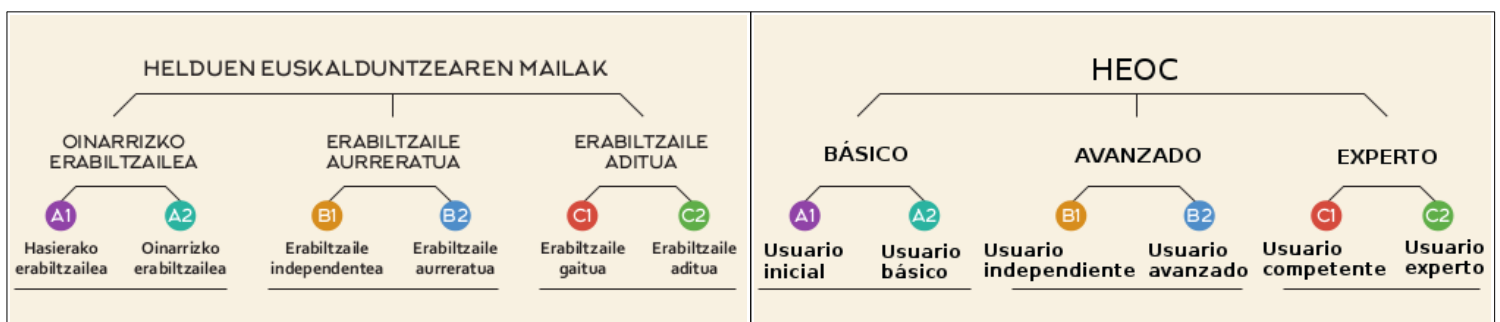 HELDUEN EUSKALDUNTZEAREN MAILAK
OINARRIZKO
ERABILTZAILEA
ERABILTZAILE
AURRERATUA
ERABILTZAILE
ADITUA
A1
A2
B1
B2
C1
C2
Hasierako
erabiltzailea
Oinarrizko
erabiltzailea
Erabiltzaile
independentea
Erabiltzaile
aurreratua
Erabiltzaile
gaitua
Erabiltzaile
aditua
HEOC
BÁSICO
AVANZADO
EXPERTO
A1
A2
B1
B2
C1
C2
Usuario
inicial
Usuario
básico
Usuario
independiente
Usuario
avanzado
Usuario
competente
Usuario
experto